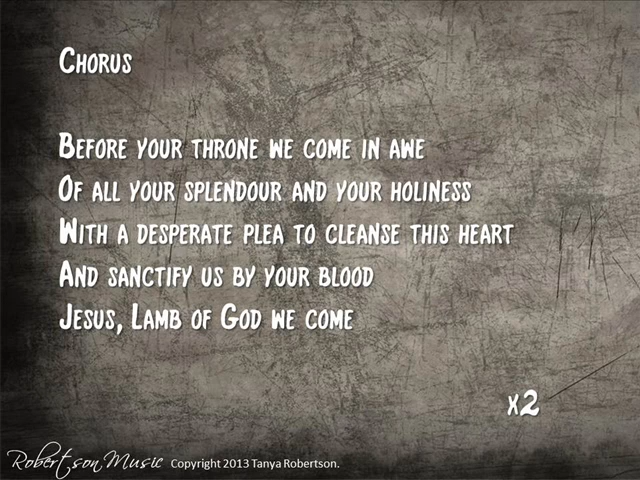 Chorus
Before your throne we come in awe
Of all your splendour and your holiness
With a desperate plea to cleanse this heart
And sanctify us by your blood
Jesus, Lamb of God we come
x2
Robertson Music Copyright 2013 Tanya Robertson.